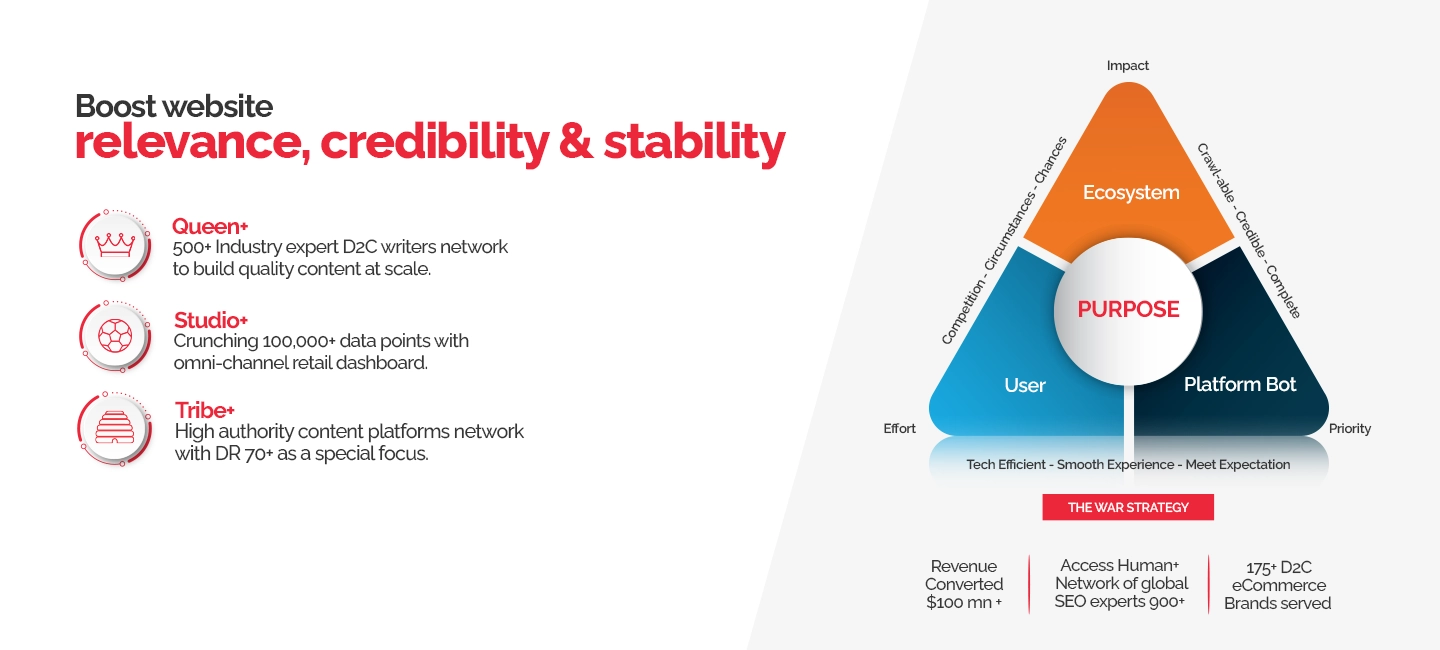 Boost website
relevance, credibility & stability
Queen+
500+ Industry expert D2C writers network
to build quality content at scale.
Studio+
Crunching 100,000+ data points with
omni-channel retail dashboard.
Tribe+
High authority content platforms network
with DR 70+ as a special focus.
Impact
Competition - Circumstances - Chances
Crawl-able - Credible - Complete
Ecosystem
PURPOSE
User
Platform Bot
Effort
Priority
Tech Efficient - Smooth Experience - Meet Expectation
THE WAR STRATEGY
Revenue
Converted
$100 mn +
Access Human+
Network of global
SEO experts 900+
175+ D2C
eCommerce
Brands served